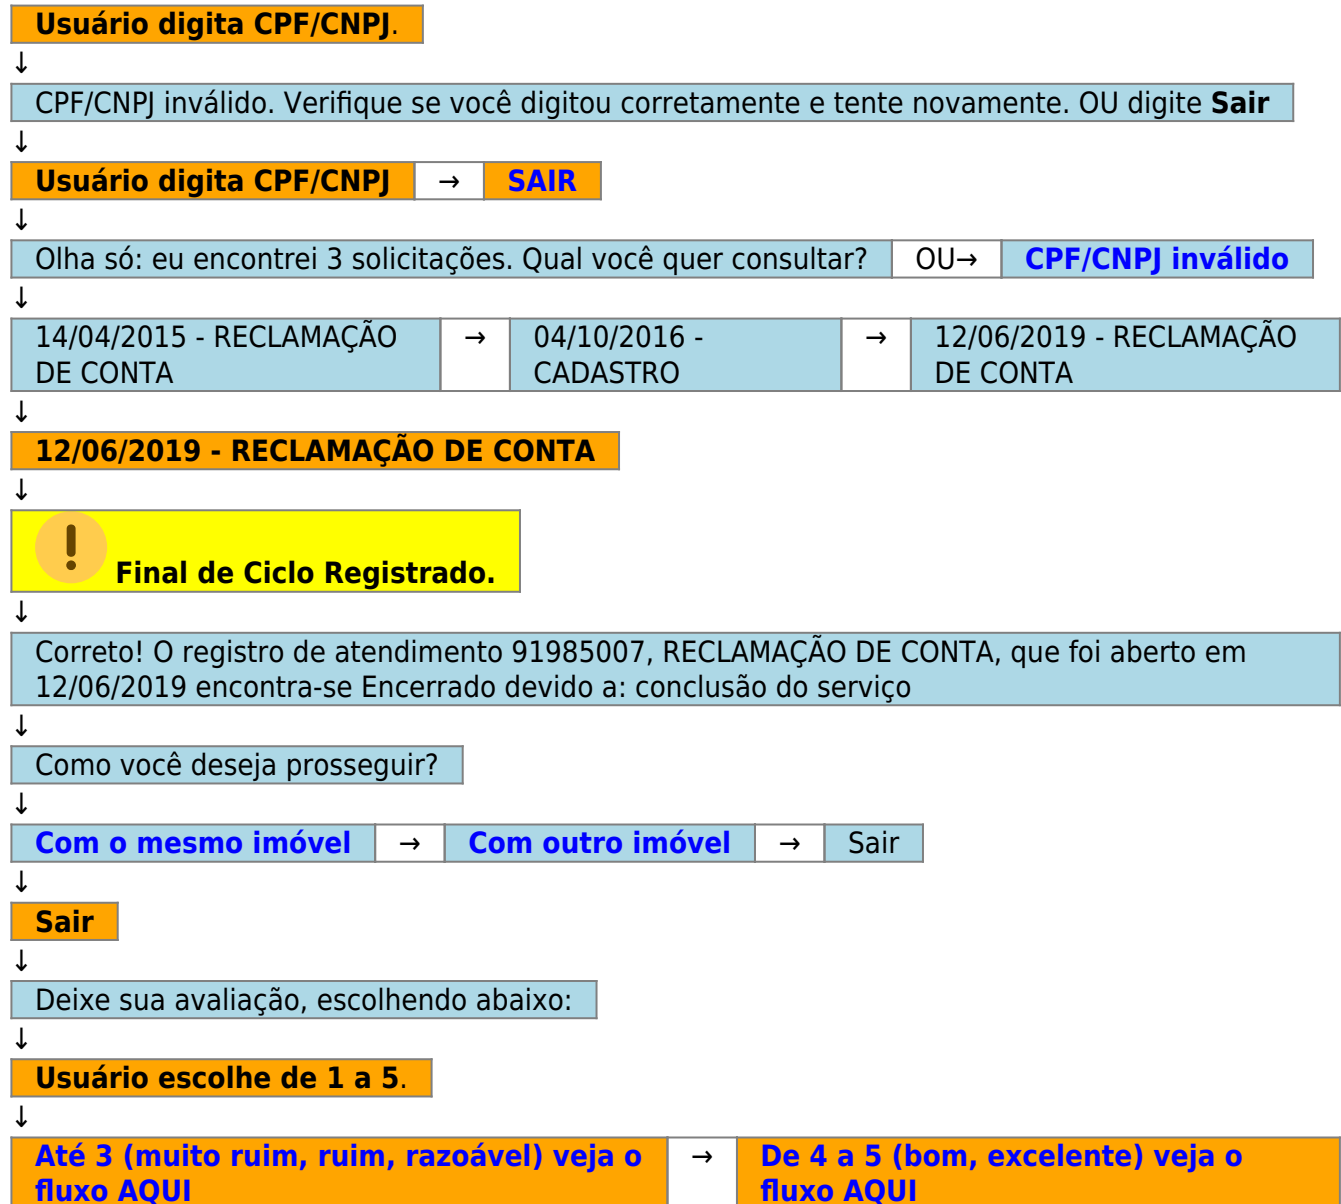 Usuário digita CPF/CNPJ.
↓
CPF/CNPJ inválido. Verifique se você digitou corretamente e tente novamente. OU digite Sair
↓
Usuário digita CPF/CNPJ → SAIR
↓
Olha só: eu encontrei 3 solicitações. Qual você quer consultar? OU→ CPF/CNPJ inválido
↓
14/04/2015 - RECLAMAÇÃO → 04/10/2016 - → 12/06/2019 - RECLAMAÇÃO
DE CONTA CADASTRO DE CONTA
↓
12/06/2019 - RECLAMAÇÃO DE CONTA
↓
Final de Ciclo Registrado.
↓
Correto! O registro de atendimento 91985007, RECLAMAÇÃO DE CONTA, que foi aberto em
12/06/2019 encontra-se Encerrado devido a: conclusão do serviço
↓
Como você deseja prosseguir?
↓
Com o mesmo imóvel → Com outro imóvel → Sair
↓
Sair
↓
Deixe sua avaliação, escolhendo abaixo:
↓
Usuário escolhe de 1 a 5.
↓
Até 3 (muito ruim, ruim, razoável) veja o → De 4 a 5 (bom, excelente) veja o
fluxo AQUI fluxo AQUI